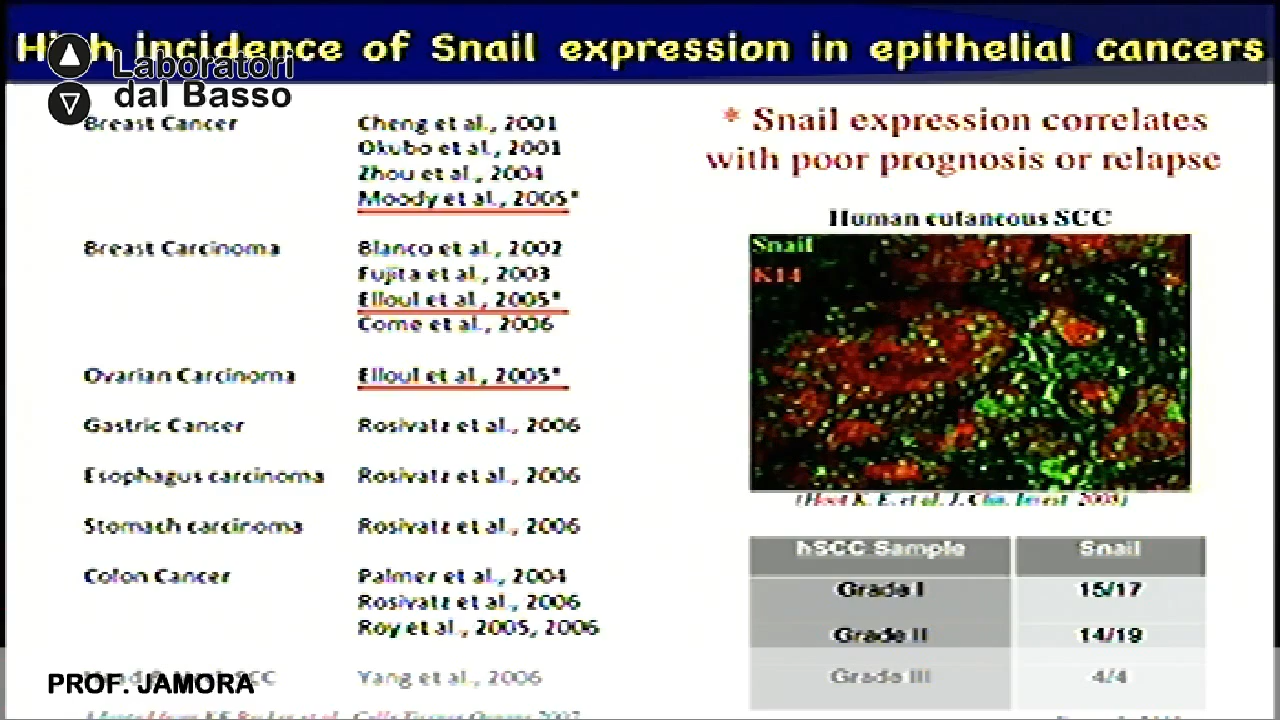 High incidence of Snail expression in epithelial cancers
Laboratori
dal Basso
Breast Cancer
Cheng et al., 2001
Okubo et al., 2001
Zhou et al., 2004
Moody et al., 2005*
Breast Carcinoma
Blanco et al., 2002
Fujita et al., 2003
Elloul et al., 2005*
Come et al., 2006
Ovarian Carcinoma
Elloul et al., 2005*
Gastric Cancer
Rosivatz et al., 2006
Esophagus carcinoma
Rosivatz et al., 2006
Stomach carcinoma
Rosivatz et al., 2006
Colon Cancer
Palmer et al., 2004
Rosivatz et al., 2006
Roy et al., 2005, 2006
SCC
Yang et al., 2006
PROF. JAMORA
* Snail expression correlates
with poor prognosis or relapse
Human cutaneous SCC
Snail
K14
K. E. et al. J. Clin. Invest
hSCC Sample Snail
Grade I 15/17
Grade II 14/19
Grade III 4/4